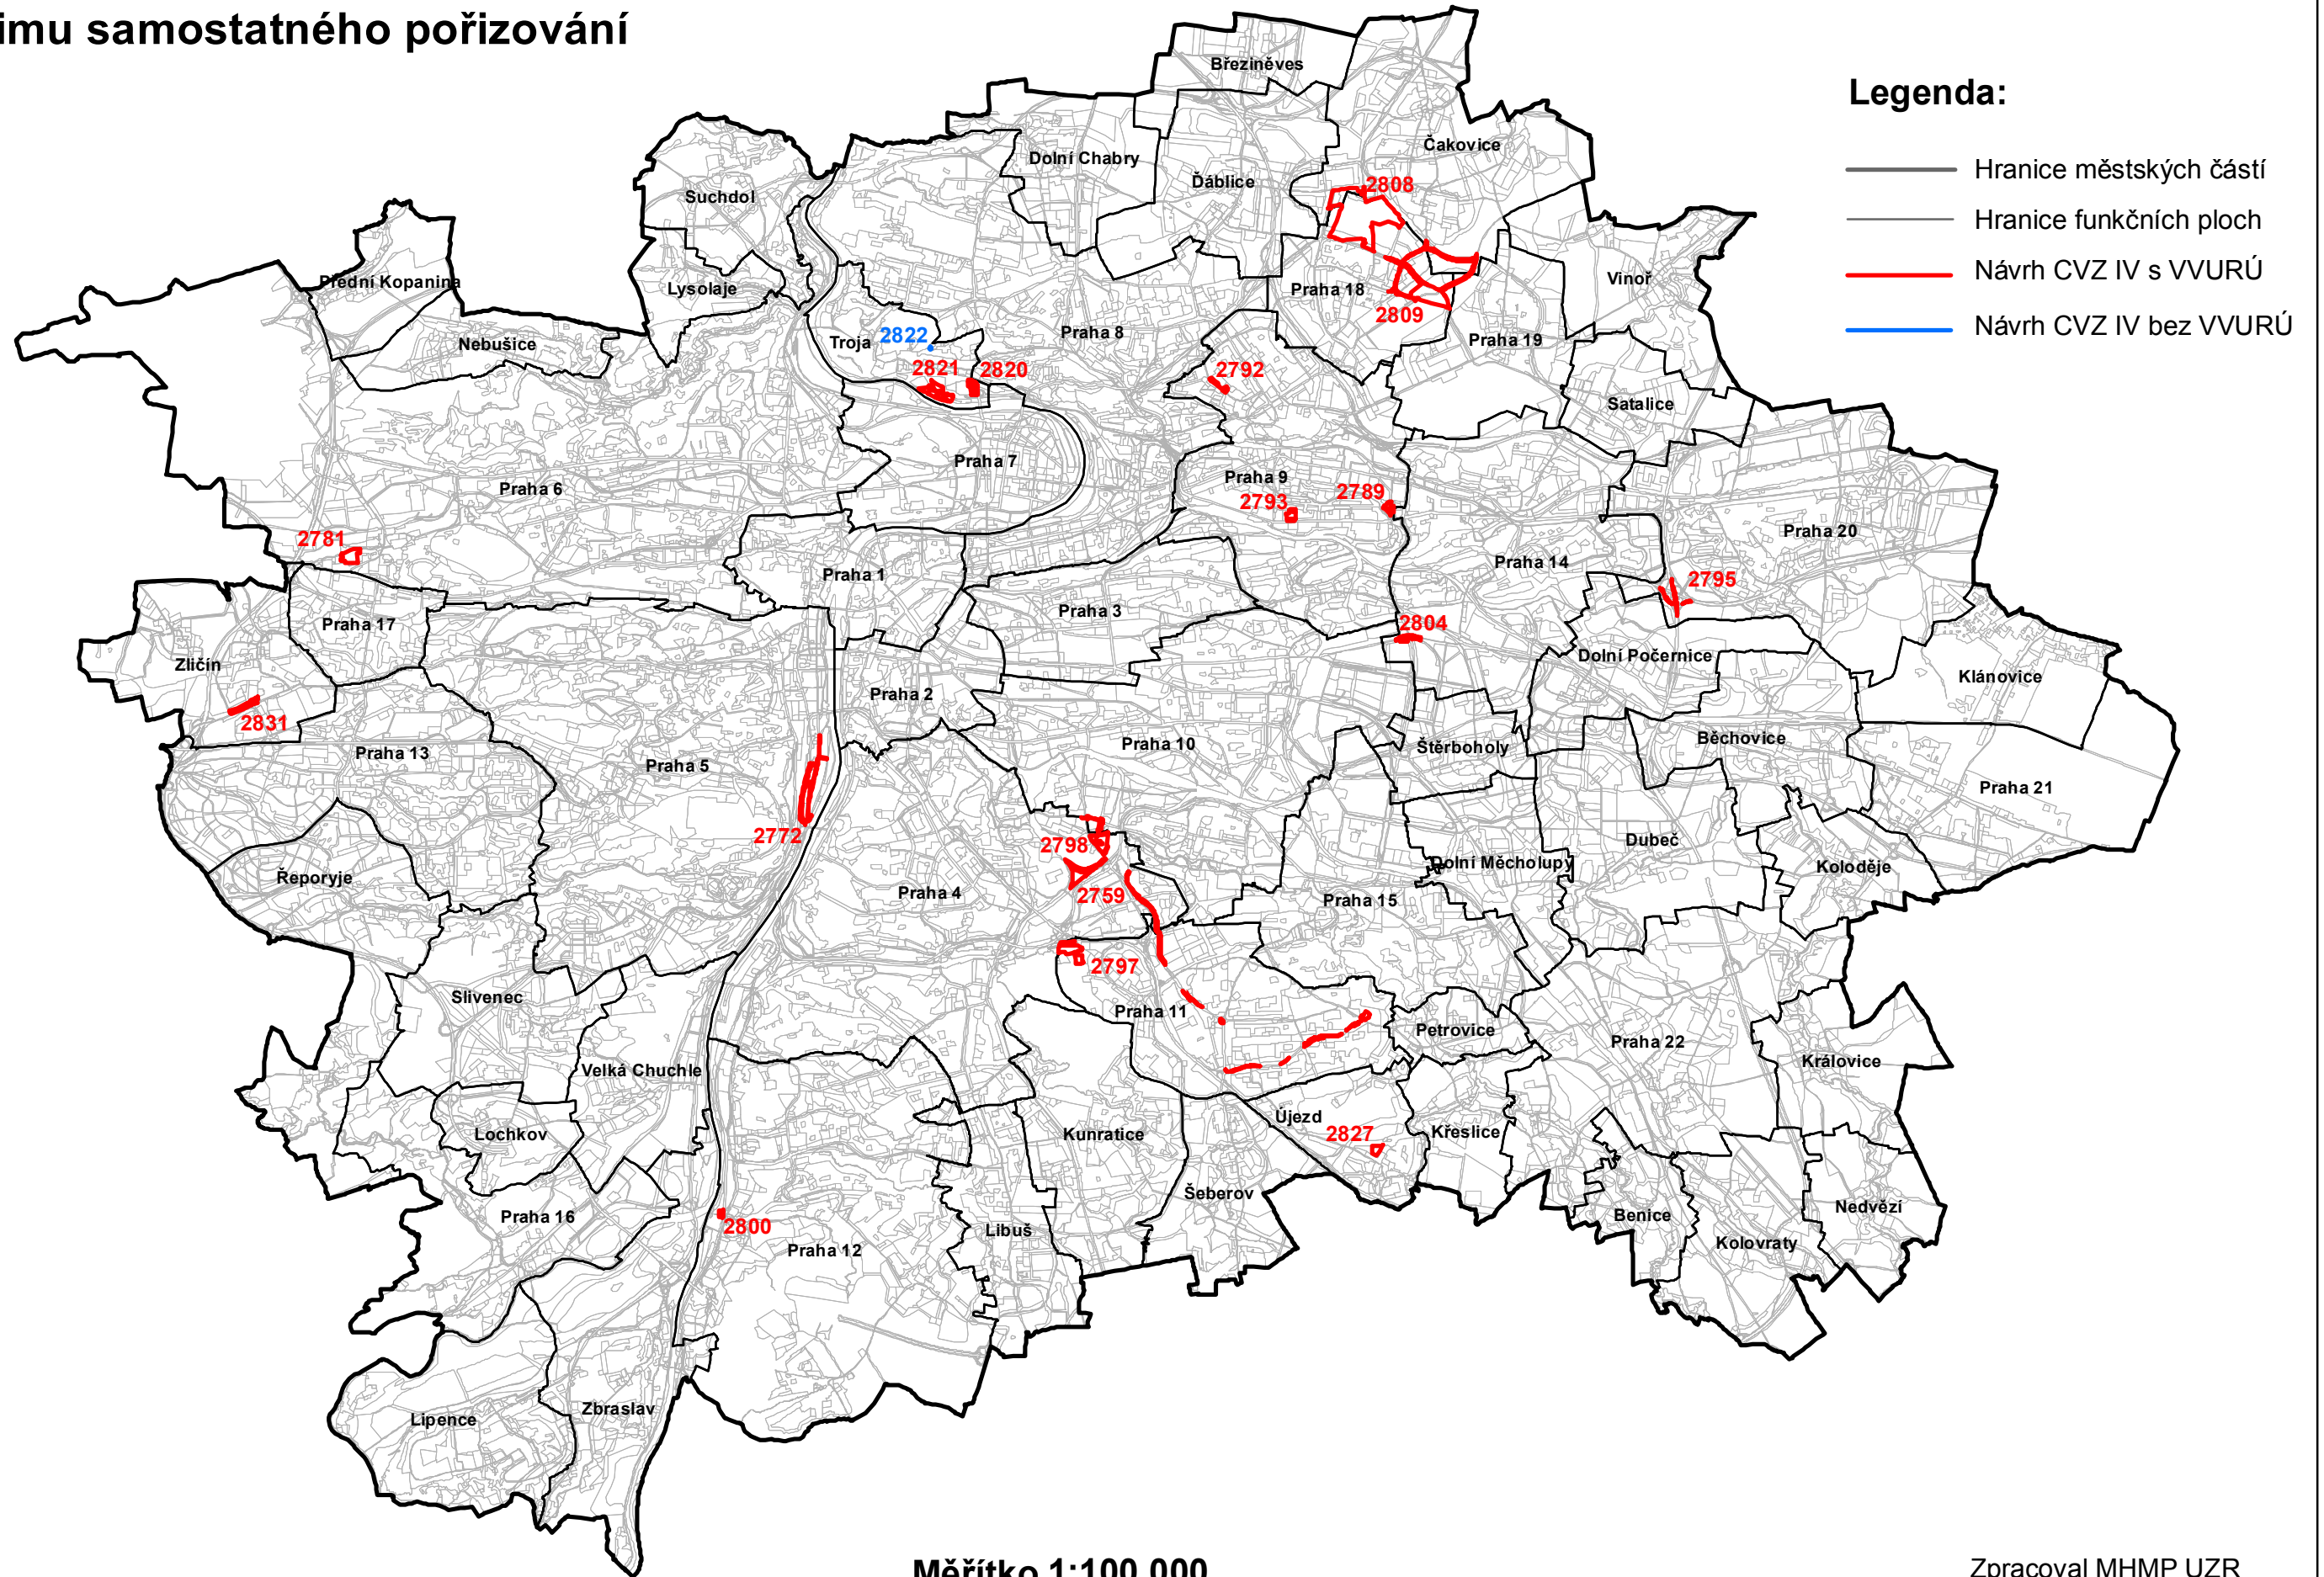 imu samostatného pořizování
Legenda:
Hranice městských částí
Hranice funkčních ploch
Návrh CVZ IV s VVURÚ
Návrh CVZ IV bez VVURÚ
Březiněves
Čakovice
Dolní Chabry
Ďáblice
2808
Suchdol
Přední Kopanina
Lysolaje
Praha 18
Vinoř
2809
Nebušice
Troja
2822
Praha 8
Praha 19
2821
2820
2792
Satalice
Praha 7
Praha 6
Praha 9
2793
2789
Praha 20
2781
Praha 1
Praha 14
2795
Praha 3
Praha 17
2804
Zličín
Dolní Počernice
Klánovice
Praha 2
2831
Praha 13
Praha 5
Praha 10
Štěrboholy
Běchovice
Praha 21
2772
2798
Dubeč
Dolní Měcholupy
Koloděje
Řeporyje
Praha 4
2759
Praha 15
2797
Slivenec
Praha 11
Petrovice
Praha 22
Královice
Velká Chuchle
Lochkov
Kunratice
Újezd
2827
Křeslice
Šeberov
Nedvězí
Praha 16
2800
Praha 12
Libuš
Benice
Kolovraty
Lipence
Zbraslav
Měřítko 1:100 000
Zpracoval MHMP UZR